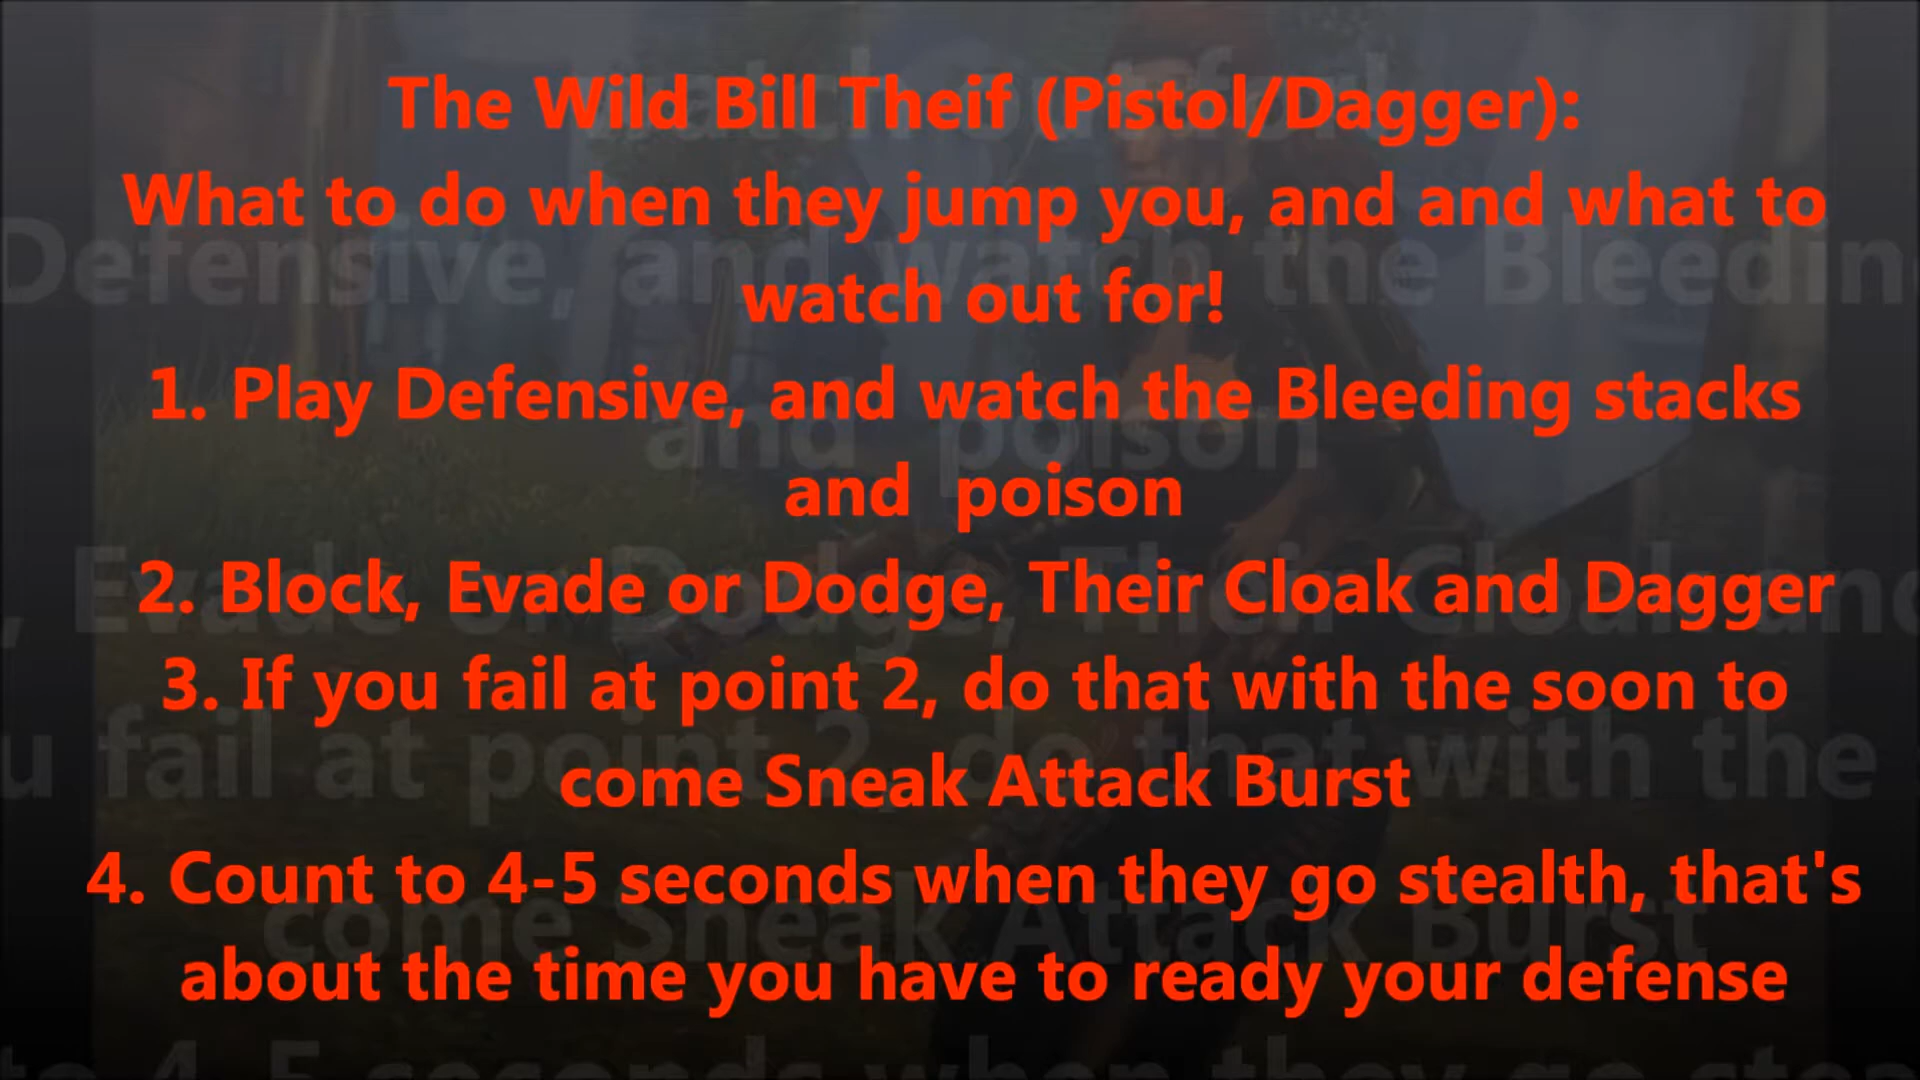 The Wild Bill Theif (Pistol/Dagger):
What to do when they jump you, and and what to
watch out for!
1. Play Defensive, and watch the Bleeding stacks
and  poison
2. Block, Evade or Dodge, Their Cloak and Dagger
3. If you fail at point 2, do that with the soon to
come Sneak Attack Burst
4. Count to 4-5 seconds when they go stealth, that's
about the time you have to ready your defense